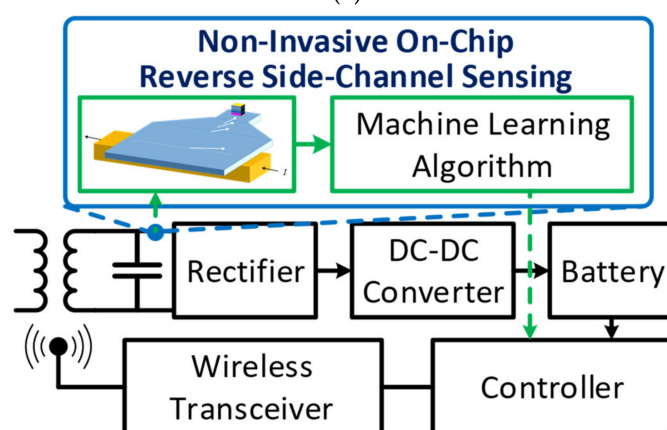 Non-Invasive On-Chip
Reverse Side-Channel Sensing
I
Machine Learning
Algorithm
Rectifier
DC-DC
Converter
Battery
Wireless
Transceiver
Controller